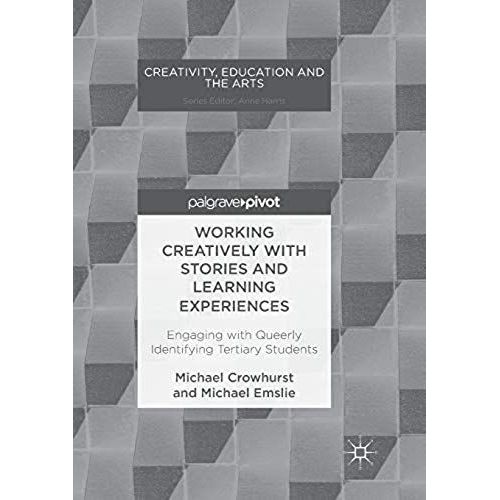 CREATIVITY, EDUCATION AND
THE ARTS
Series Editor: Anne Harris
palgrave▸pivot
WORKING
CREATIVELY WITH
STORIES AND
LEARNING
EXPERIENCES
Engaging with Queerly
Identifying Tertiary Students
Michael Crowhurst
and Michael Emslie